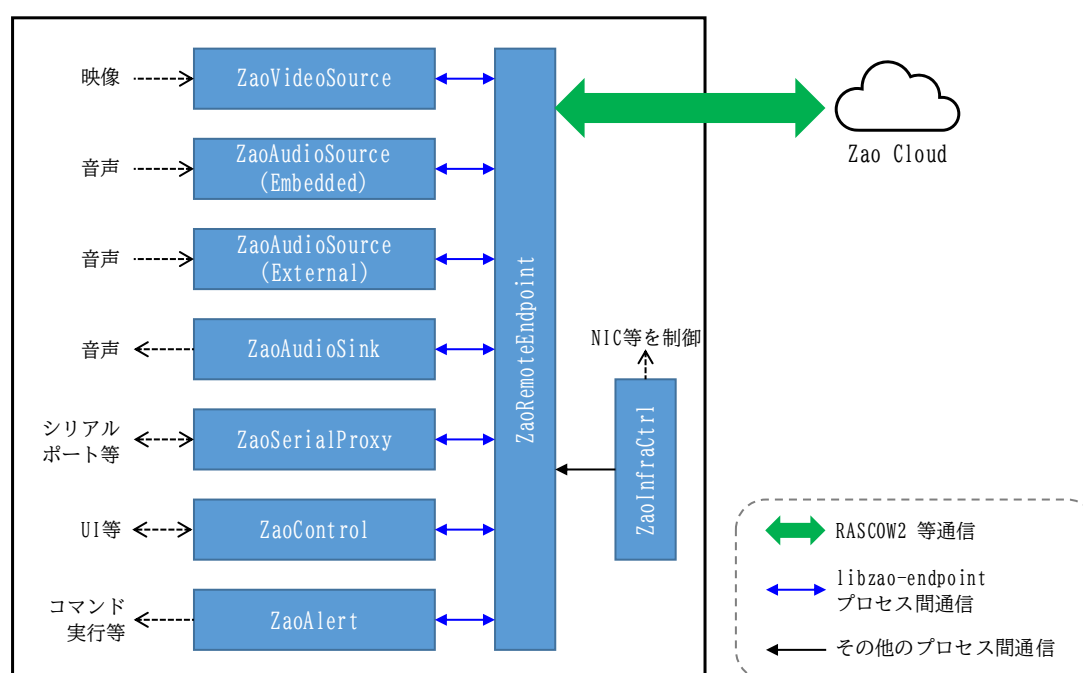 映像
ZaoVideoSource
音声
ZaoAudioSource
(Embedded)
音声
ZaoAudioSource
(External)
音声
ZaoAudioSink
シリアル
ポート等
ZaoSerialProxy
UI等
ZaoControl
コマンド
実行等
ZaoAlert
ZaoRemoteEndpoint
NIC等を制御
ZaoInfraCtrl
Zao Cloud
RASCOW2 等通信
libzao-endpoint
プロセス間通信
その他のプロセス間通信